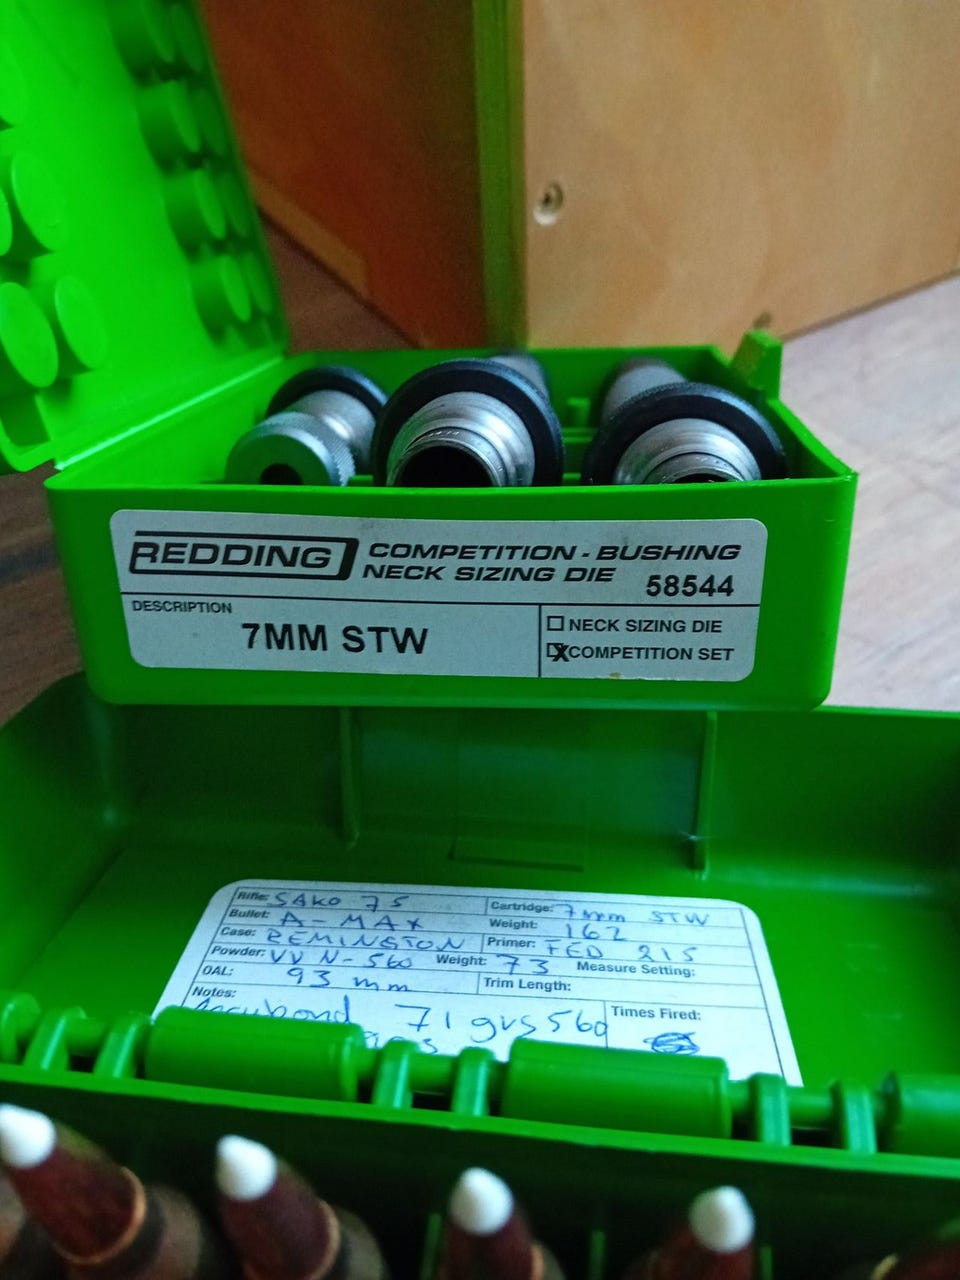 REDDING COMPETITION - BUSHING
NECK SIZING DIE 58544
DESCRIPTION
7MM STW
NECK SIZING DIE
X COMPETITION SET
Rifle: SAKO 75 Cartridge: 7mm STW
Bullet: A-MAX Weight: 162
Case: REMINGTON Primer: FED 215
Powder: VV N-560 Weight: 73 Measure Setting:
OAL: 93 mm Trim Length:
Notes: Times Fired:
Accubond 71 grs 560